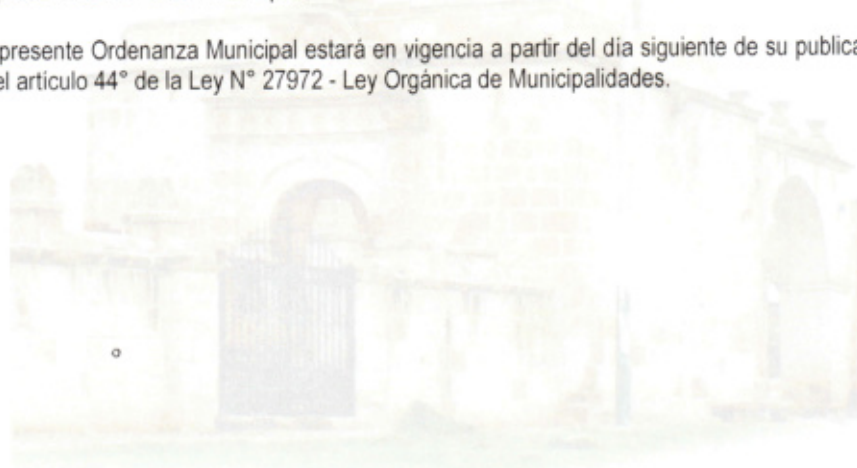 presente Ordenanza Municipal estará en vigencia a partir del día siguiente de su publica
el artículo 44° de la Ley N° 27972 - Ley Orgánica de Municipalidades.